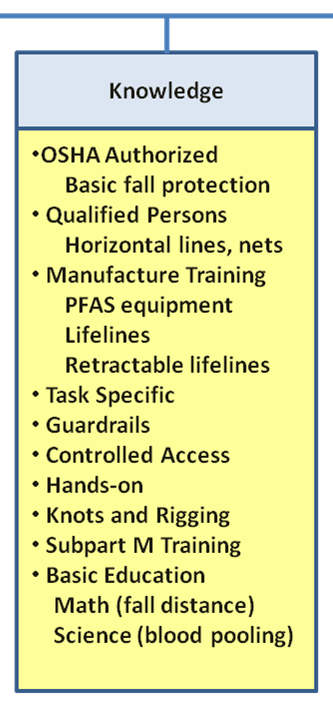 Knowledge
•OSHA Authorized
Basic fall protection
• Qualified Persons
Horizontal lines, nets
• Manufacture Training
PFAS equipment
Lifelines
Retractable lifelines
• Task Specific
• Guardrails
• Controlled Access
• Hands-on
• Knots and Rigging
• Subpart M Training
• Basic Education
Math (fall distance)
Science (blood pooling)